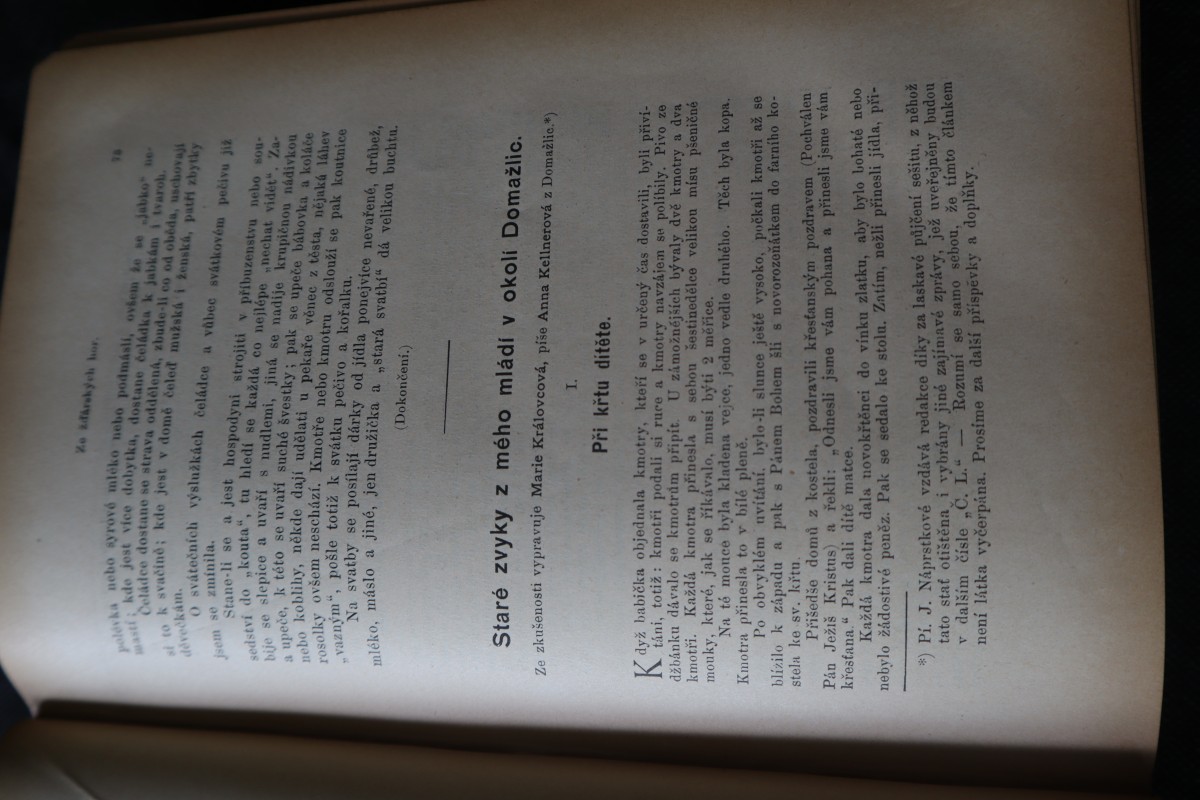 Ze žďárských hor.
polévka nebo syrové mléko nebo podmáslí, ovšem že se „jabko“ ne-
mastí; kde jest více dobytka, dostane čeládka k jabkám i tvaroh.
Čeládce dostane se strava oddělená, zbude-li co od oběda, uschovají
si to k svačině; kde jest v domě čeleď mužská i ženská, patří zbytky
děvečkám.
O svátečních výslužkách čeládce a vůbec svátkovém pečivu již
jsem se zmínila.
Stane-li se a jest hospodyni strojiti v příbuzenstvu nebo sou-
sedství do „kouta“, tu hledí se každá co nejlépe „nechat vidět“. Za-
bije se slepice a uvaří s nudlemi, jiná se nadije krupičnou nádivkou
a upeče, k této se uvaří suché švestky; pak se upeče bábovka a koláče
nebo koblihy, někde dají udělati u pekaře věnec z těsta, nějaká láhev
rosolky ovšem neschází. Kmotře nebo kmotru odslouží se pak koutnice
„vazným“, pošle totiž k svátku pečivo a kořalku.
Na svatby se posílají dárky od jídla ponejvíce nevařené, drůbež,
mléko, máslo a jiné, jen družička a „stará svatbí“ dá velikou buchtu.
(Dokončení.)
Staré zvyky z mého mládí v okolí Domažlic.
Ze zkušenosti vypravuje Marie Královcová, píše Anna Kellnerová z Domažlic.*)
I.
Při křtu dítěte.
Když babička objednala kmotry, kteří se v určený čas dostavili, byli přiví-
táni, totiž: kmotři podali si ruce a kmotry navzájem se políbily. Pivo ze
džbánku dávalo se kmotrům připít. U zámožnějších bývaly dvě kmotry a dva
kmotři. Každá kmotra přinesla s sebou šestinedělce velikou mísu pšeničné
mouky, které, jak se říkávalo, musí býti 2 měřice.
Na té mouce byla kladena vejce, jedno vedle druhého. Těch byla kopa.
Kmotra přinesla to v bílé pleně.
Po obvyklém uvítání, bylo-li slunce ještě vysoko, počkali kmotři až se
blížilo k západu a pak s Pánem Bohem šli s novorozeňátkem do farního ko-
stela ke sv. křtu.
Přišedše domů z kostela, pozdravili křesťanským pozdravem (Pochválen
Pán Ježíš Kristus) a řekli: „Odnesli jsme vám pohana a přinesli jsme vám
křesťana.“ Pak dali dítě matce.
Každá kmotra dala novokřtěnci do vínku zlatku, aby bylo bohaté nebo
nebylo žádostivé peněz. Pak se sedalo ke stolu. Zatím, nežli přinesli jídla, při-
*) Pí. J. Náprstkové vzdává redakce díky za laskavé půjčení sešitu, z něhož
tato stať otištěna, i vybrány jiné zajímavé zprávy, jež uveřejněny budou
v dalším čísle „Č. L.“ — Rozumí se samo sebou, že tímto článkem
není látka vyčerpána. Prosíme za další příspěvky a doplňky.